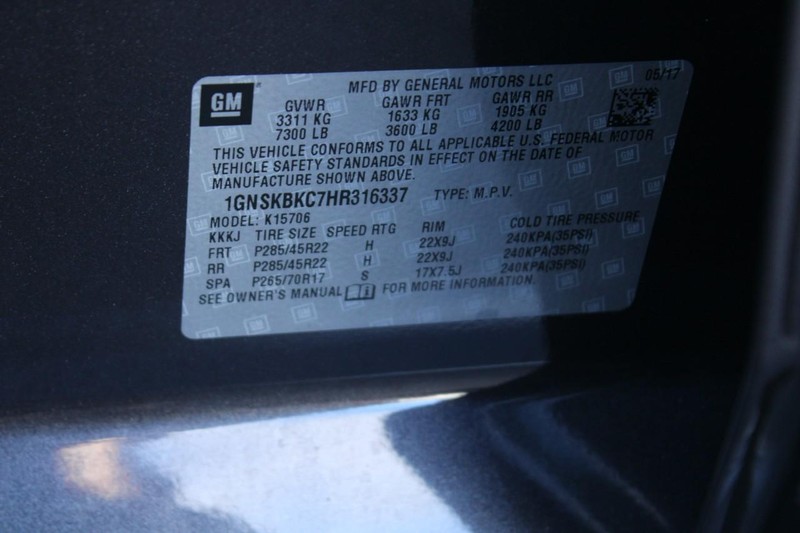 GM
MFD BY GENERAL MOTORS LLC 05/17
GVWR GAWR FRT GAWR RR
3311 KG 1633 KG 1905 KG
7300 LB 3600 LB 4200 LB
THIS VEHICLE CONFORMS TO ALL APPLICABLE U.S. FEDERAL MOTOR
VEHICLE SAFETY STANDARDS IN EFFECT ON THE DATE OF
MANUFACTURE SHOWN ABOVE.
1GNSKBKC7HR316337 TYPE: M.P.V.
MODEL: K15706
KKKJ TIRE SIZE SPEED RTG RIM COLD TIRE PRESSURE
FRT P285/45R22 H 22X9J 240KPA(35PSI)
RR P285/45R22 H 22X9J 240KPA(35PSI)
SPA P265/70R17 S 17X7.5J 240KPA(35PSI)
SEE OWNER'S MANUAL FOR MORE INFORMATION.